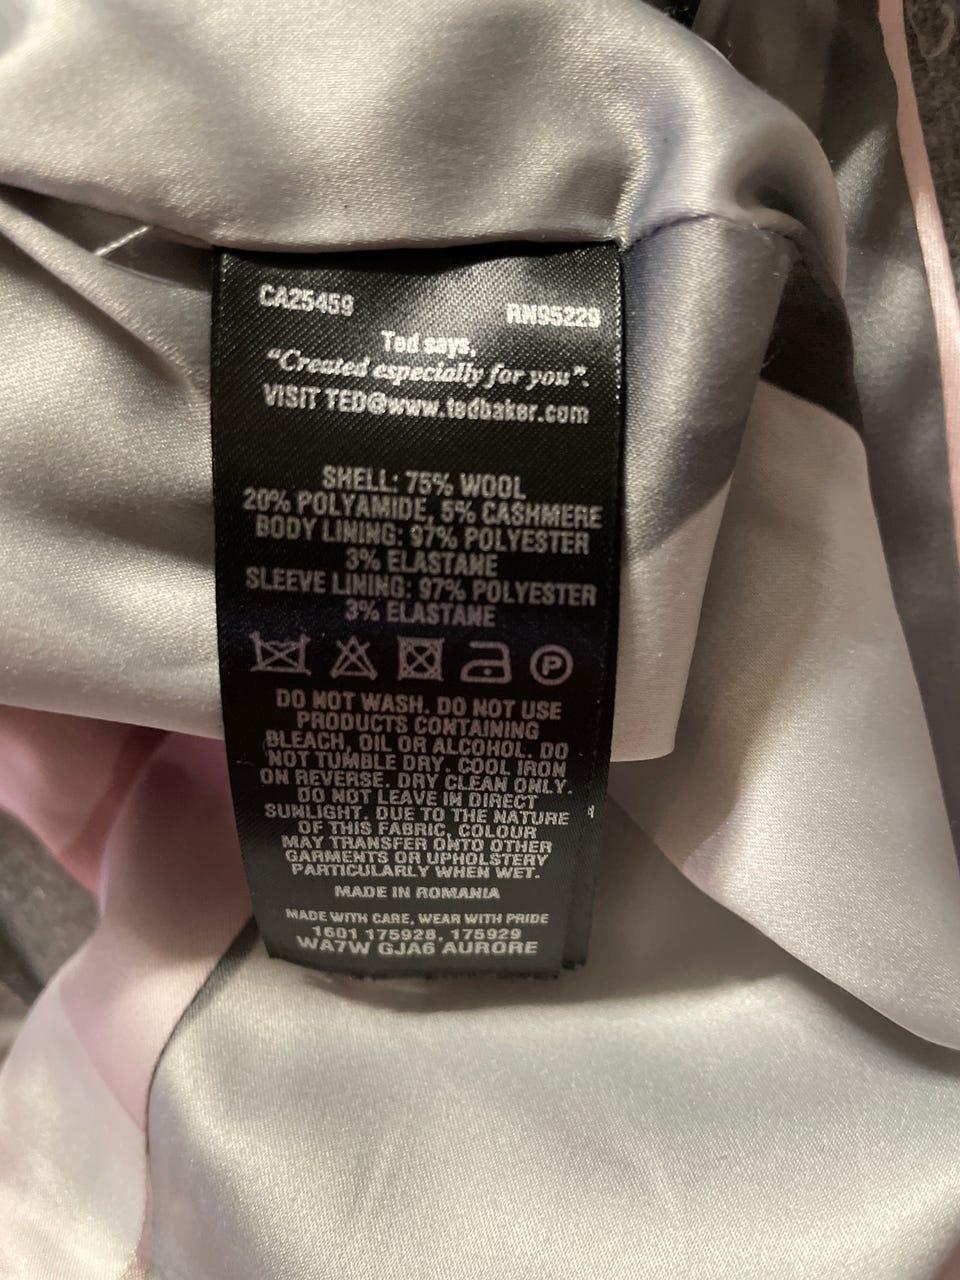 CA25459 RN95229
Ted says,
“Created especially for you”.
VISIT TED@www.tedbaker.com
SHELL: 75% WOOL
20% POLYAMIDE, 5% CASHMERE
BODY LINING: 97% POLYESTER
3% ELASTANE
SLEEVE LINING: 97% POLYESTER
3% ELASTANE
P
DO NOT WASH. DO NOT USE
PRODUCTS CONTAINING
BLEACH, OIL OR ALCOHOL. DO
NOT TUMBLE DRY. COOL IRON
ON REVERSE. DRY CLEAN ONLY.
DO NOT LEAVE IN DIRECT
SUNLIGHT. DUE TO THE NATURE
OF THIS FABRIC, COLOUR
MAY TRANSFER ONTO OTHER
GARMENTS OR UPHOLSTERY
PARTICULARLY WHEN WET.
MADE IN ROMANIA
MADE WITH CARE, WEAR WITH PRIDE
1601 175928, 175929
WA7W GJA6 AURORE